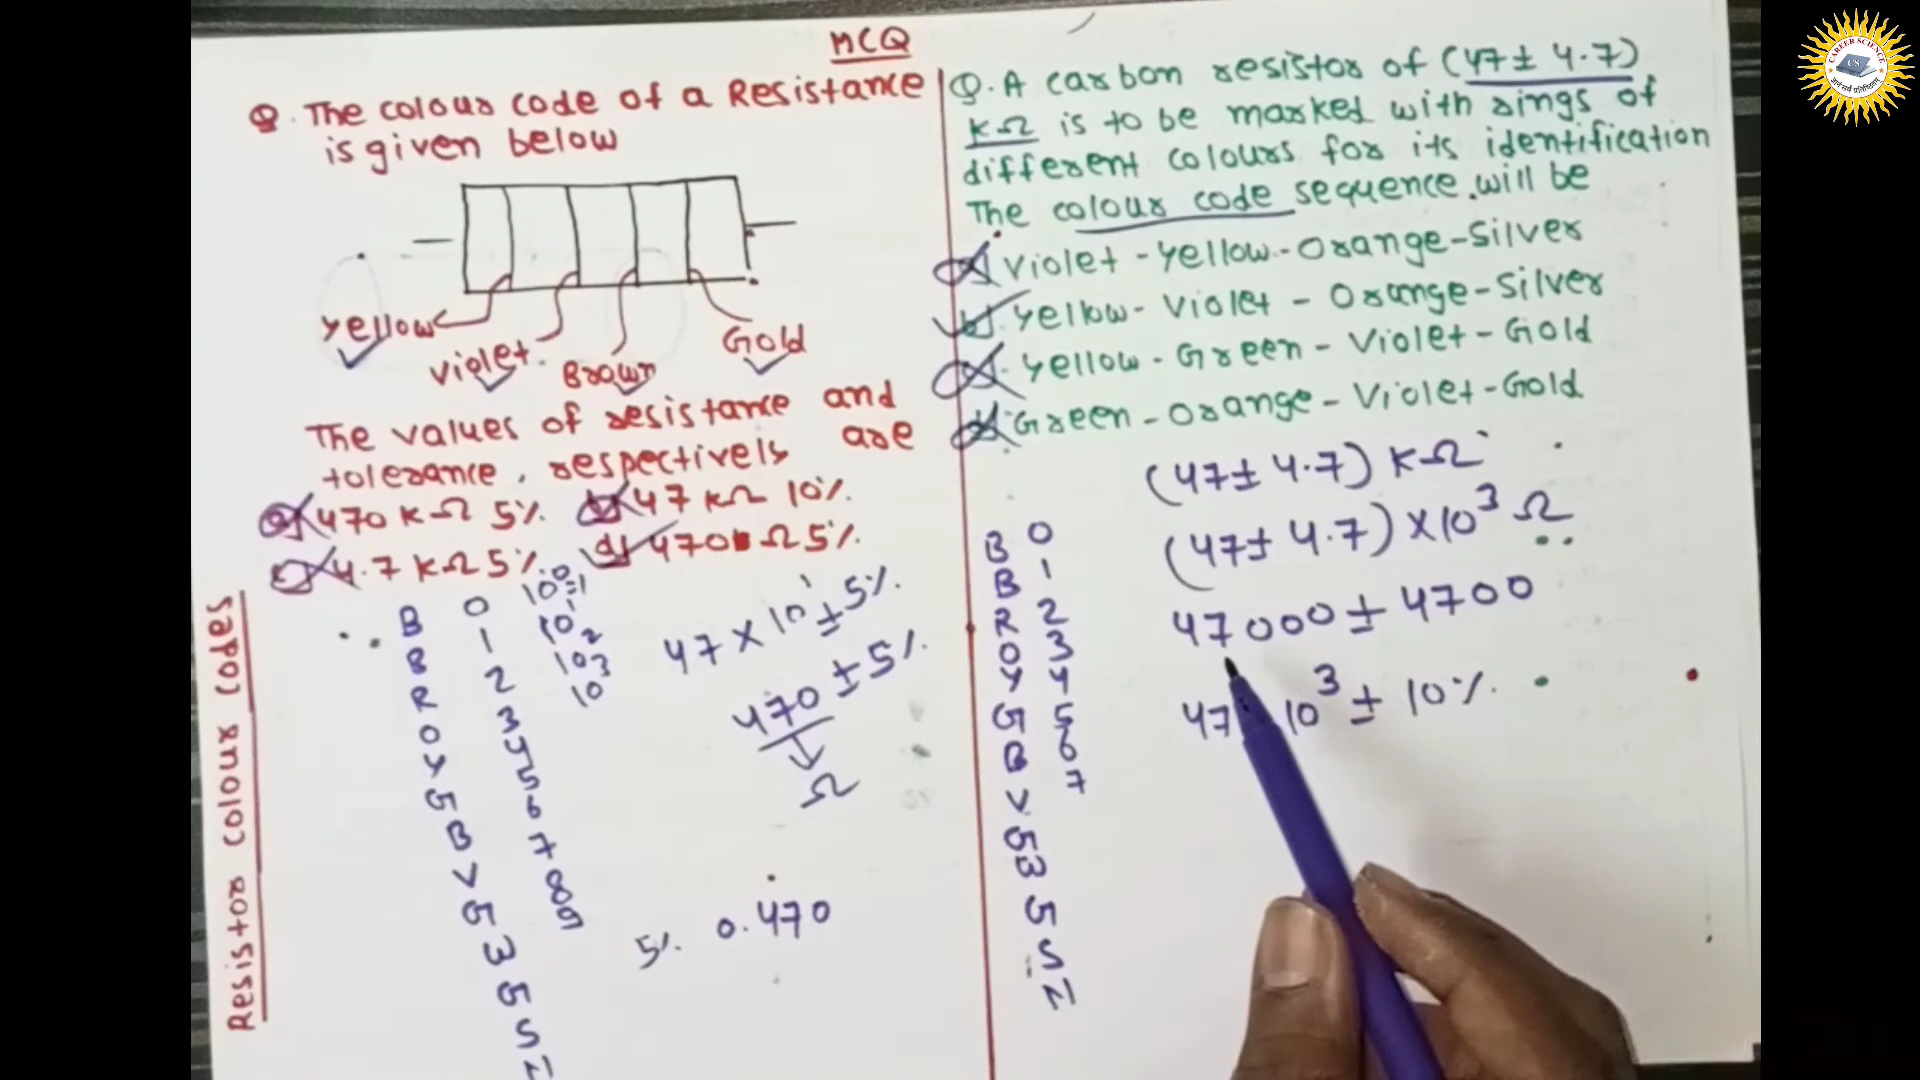 MCQ
Q. The colour code of a Resistance
is given below
Yellow
Violet
Brown
Gold
The values of resistance and
tolerance, respectively are
a) 470 KΩ 5% b) 47 KΩ 10%
c) 4.7 KΩ 5% d) 470 Ω 5%
Resistor colour codes
B 0 10⁰=1
B 1 10¹
R 2 10²
O 3 10³
Y 4
G 5
B 6
V 7
G 8
W 9
G
S
N
47 × 10¹ ± 5%
470 ± 5%
Ω
5% 0.470
Q. A carbon resistor of (47 ± 4.7)
KΩ is to be marked with rings of
different colours for its identification
The colour code sequence will be
a) Violet - Yellow - Orange - Silver
b) Yellow - Violet - Orange - Silver
c) Yellow - Green - Violet - Gold
d) Green - Orange - Violet - Gold
(47 ± 4.7) KΩ
(47 ± 4.7) × 10³ Ω
47000 ± 4700
47 10³ ± 10%
B 0
B 1
R 2
O 3
Y 4
G 5
B 6
V 7
G
W
G
S
N
CAREER SCIENCE
CS